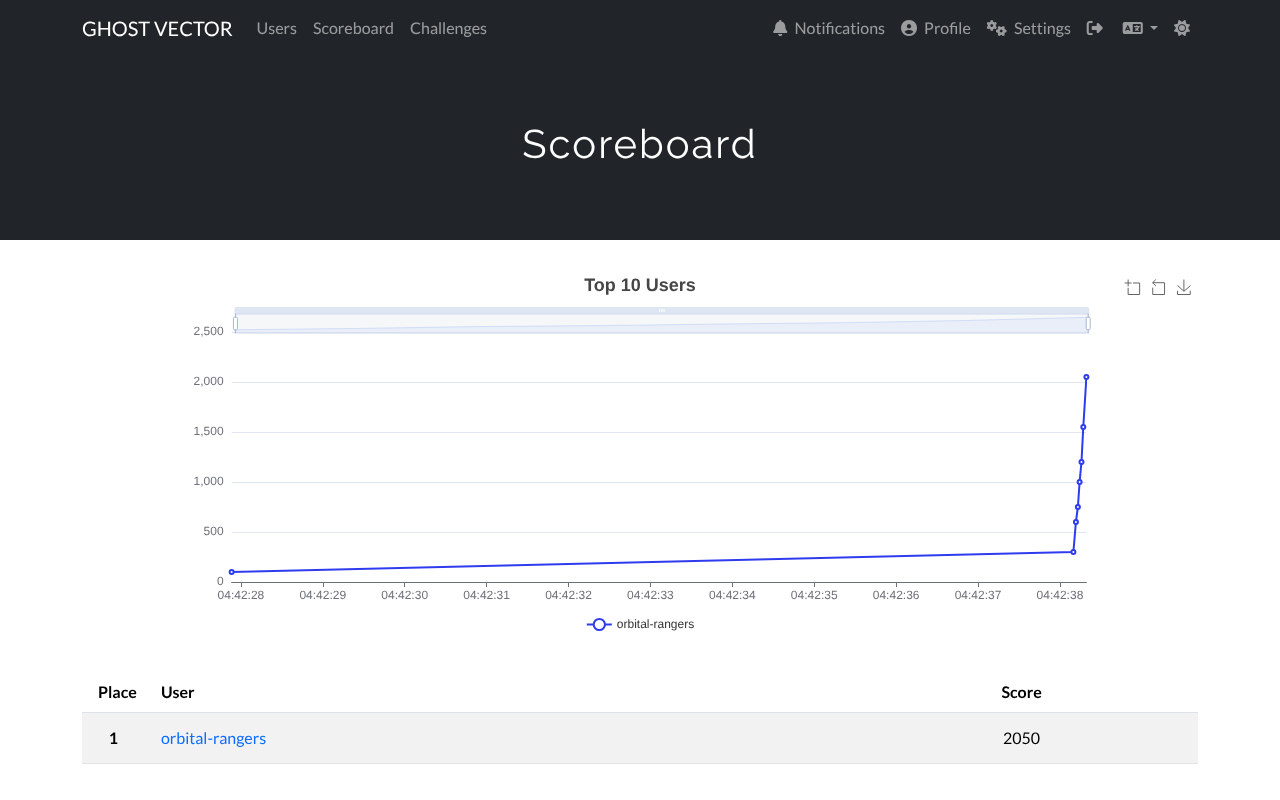 GHOST VECTOR Users Scoreboard Challenges Notifications Profile Settings
Scoreboard
Top 10 Users
2,500
2,000
1,500
1,000
500
0
04:42:28 04:42:29 04:42:30 04:42:31 04:42:32 04:42:33 04:42:34 04:42:35 04:42:36 04:42:37 04:42:38
orbital-rangers
Place User Score
1 orbital-rangers 2050